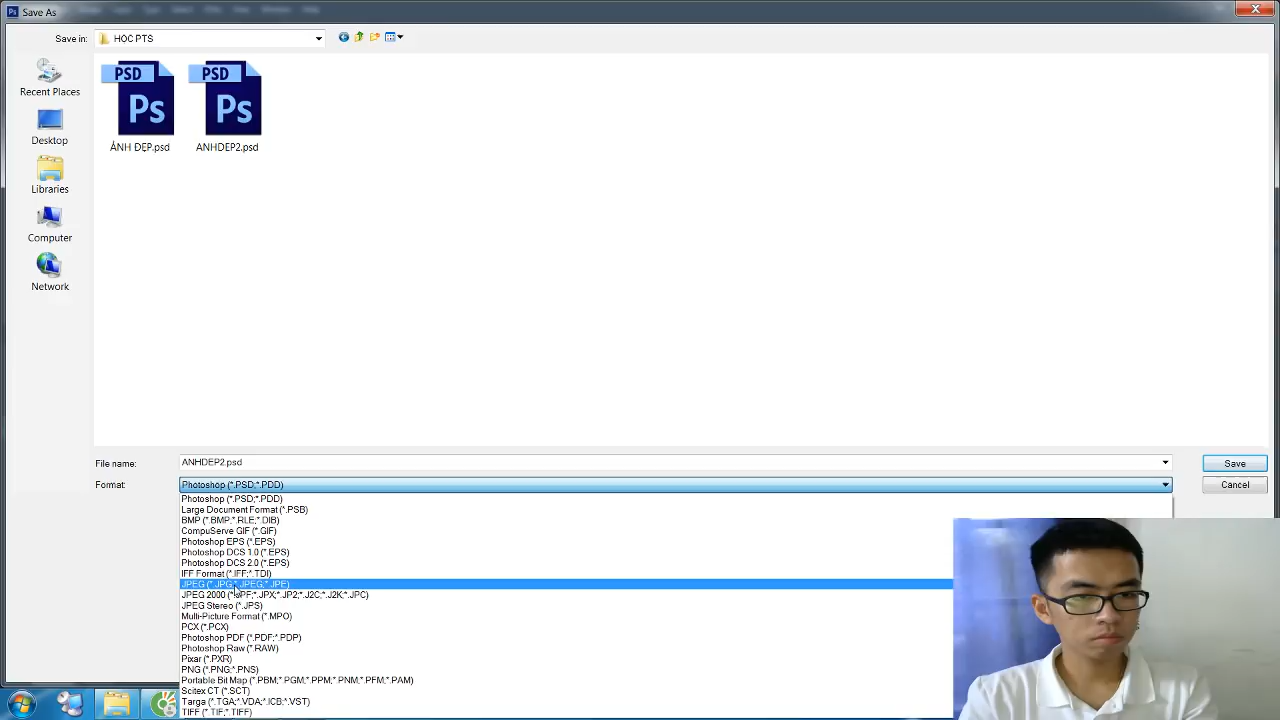 Save As
Save in:
HỌC PTS
Recent Places
Desktop
Libraries
Computer
Network
PSD
Ps
ẢNH ĐẸP.psd
PSD
Ps
ANHDEP2.psd
File name:
ANHDEP2.psd
Save
Format:
Photoshop (*.PSD;*.PDD)
Cancel
Photoshop (*.PSD;*.PDD)
Large Document Format (*.PSB)
BMP (*.BMP;*.RLE;*.DIB)
CompuServe GIF (*.GIF)
Photoshop EPS (*.EPS)
Photoshop DCS 1.0 (*.EPS)
Photoshop DCS 2.0 (*.EPS)
IFF Format (*.IFF;*.TDI)
JPEG (*.JPG;*.JPEG;*.JPE)
JPEG 2000 (*.JPF;*.JPX;*.JP2;*.J2C;*.J2K;*.JPC)
JPEG Stereo (*.JPS)
Multi-Picture Format (*.MPO)
PCX (*.PCX)
Photoshop PDF (*.PDF;*.PDP)
Photoshop Raw (*.RAW)
Pixar (*.PXR)
PNG (*.PNG;*.PNS)
Portable Bit Map (*.PBM;*.PGM;*.PPM;*.PNM;*.PFM;*.PAM)
Scitex CT (*.SCT)
Targa (*.TGA;*.VDA;*.ICB;*.VST)
TIFF (*.TIF;*.TIFF)